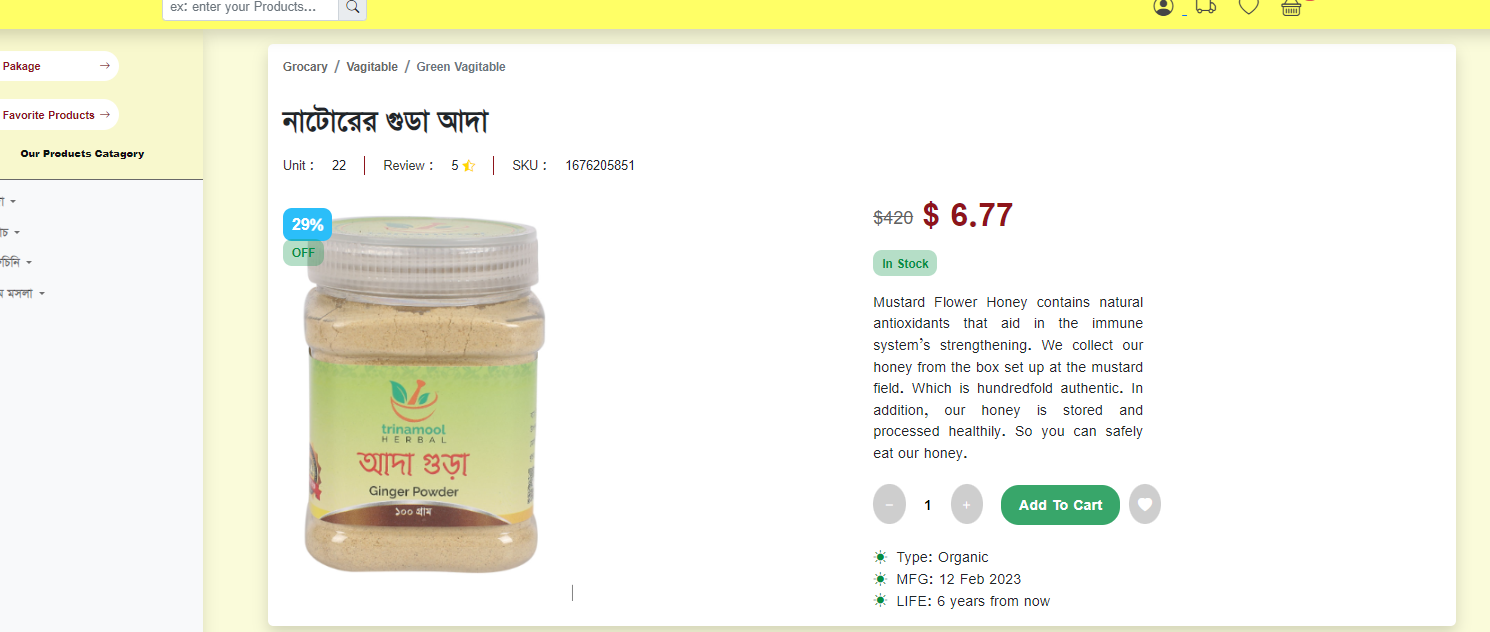 ex: enter your Products...
Pakage →
Favorite Products →
Our Products Catagory
মসলা
Grocary / Vagitable / Green Vagitable
নাটোরের গুডা আদা
Unit : 22 | Review : 5 | SKU : 1676205851
29%
OFF
trinamool
HERBAL
আদা গুড়া
Ginger Powder
১০০ গ্রাম
$420 $ 6.77
In Stock
Mustard Flower Honey contains natural
antioxidants that aid in the immune
system's strengthening. We collect our
honey from the box set up at the mustard
field. Which is hundredfold authentic. In
addition, our honey is stored and
processed healthily. So you can safely
eat our honey.
- 1 + Add To Cart
Type: Organic
MFG: 12 Feb 2023
LIFE: 6 years from now